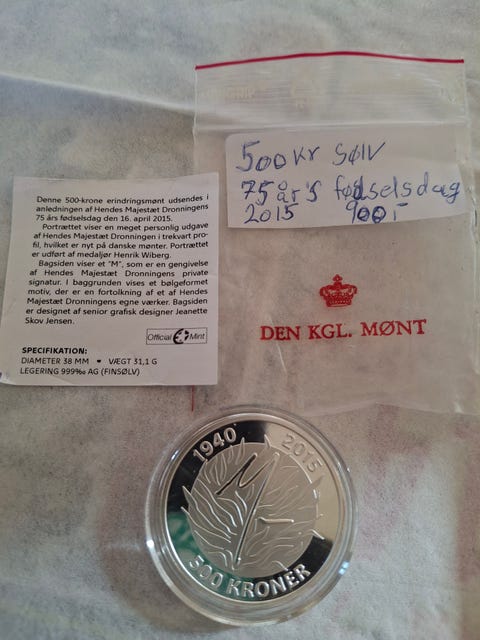 Denne 500-krone erindringsmønt udsendes i
anledningen af Hendes Majestæt Dronningens
75 års fødselsdag den 16. april 2015.
Portrættet viser en meget personlig udgave
af Hendes Majestæt Dronningen i trekvart pro-
fil, hvilket er nyt på danske mønter. Portrættet
er udført af medaljør Henrik Wiberg.
Bagsiden viser et "M", som er en gengivelse
af Hendes Majestæt Dronningens private
signatur. I baggrunden vises et bølgeformet
motiv, der er en fortolkning af et af Hendes
Majestæt Dronningens egne værker. Bagsiden
er designet af senior grafisk designer Jeanette
Skov Jensen.
Official Mint
SPECIFIKATION:
DIAMETER 38 MM • VÆGT 31,1 G
LEGERING 999‰ AG (FINSØLV)
500 kr SØLV
75 år's fødselsdag
2015 900,-
DEN KGL. MØNT
1940 2015
M
500 KRONER